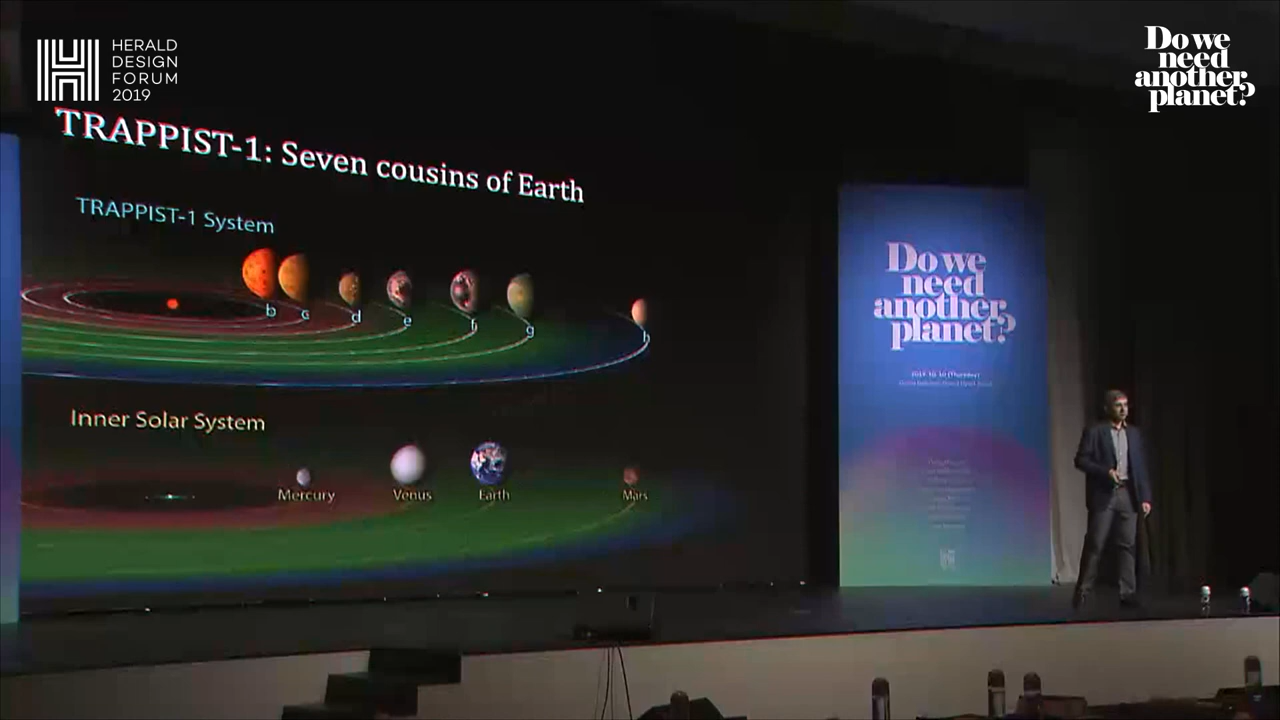 HERALD
DESIGN
FORUM
2019
Do we
need
another
planet?
TRAPPIST-1: Seven cousins of Earth
TRAPPIST-1 System
b
c
d
e
f
g
h
Inner Solar System
Mercury
Venus
Earth
Mars
Do we
need
another
planet?